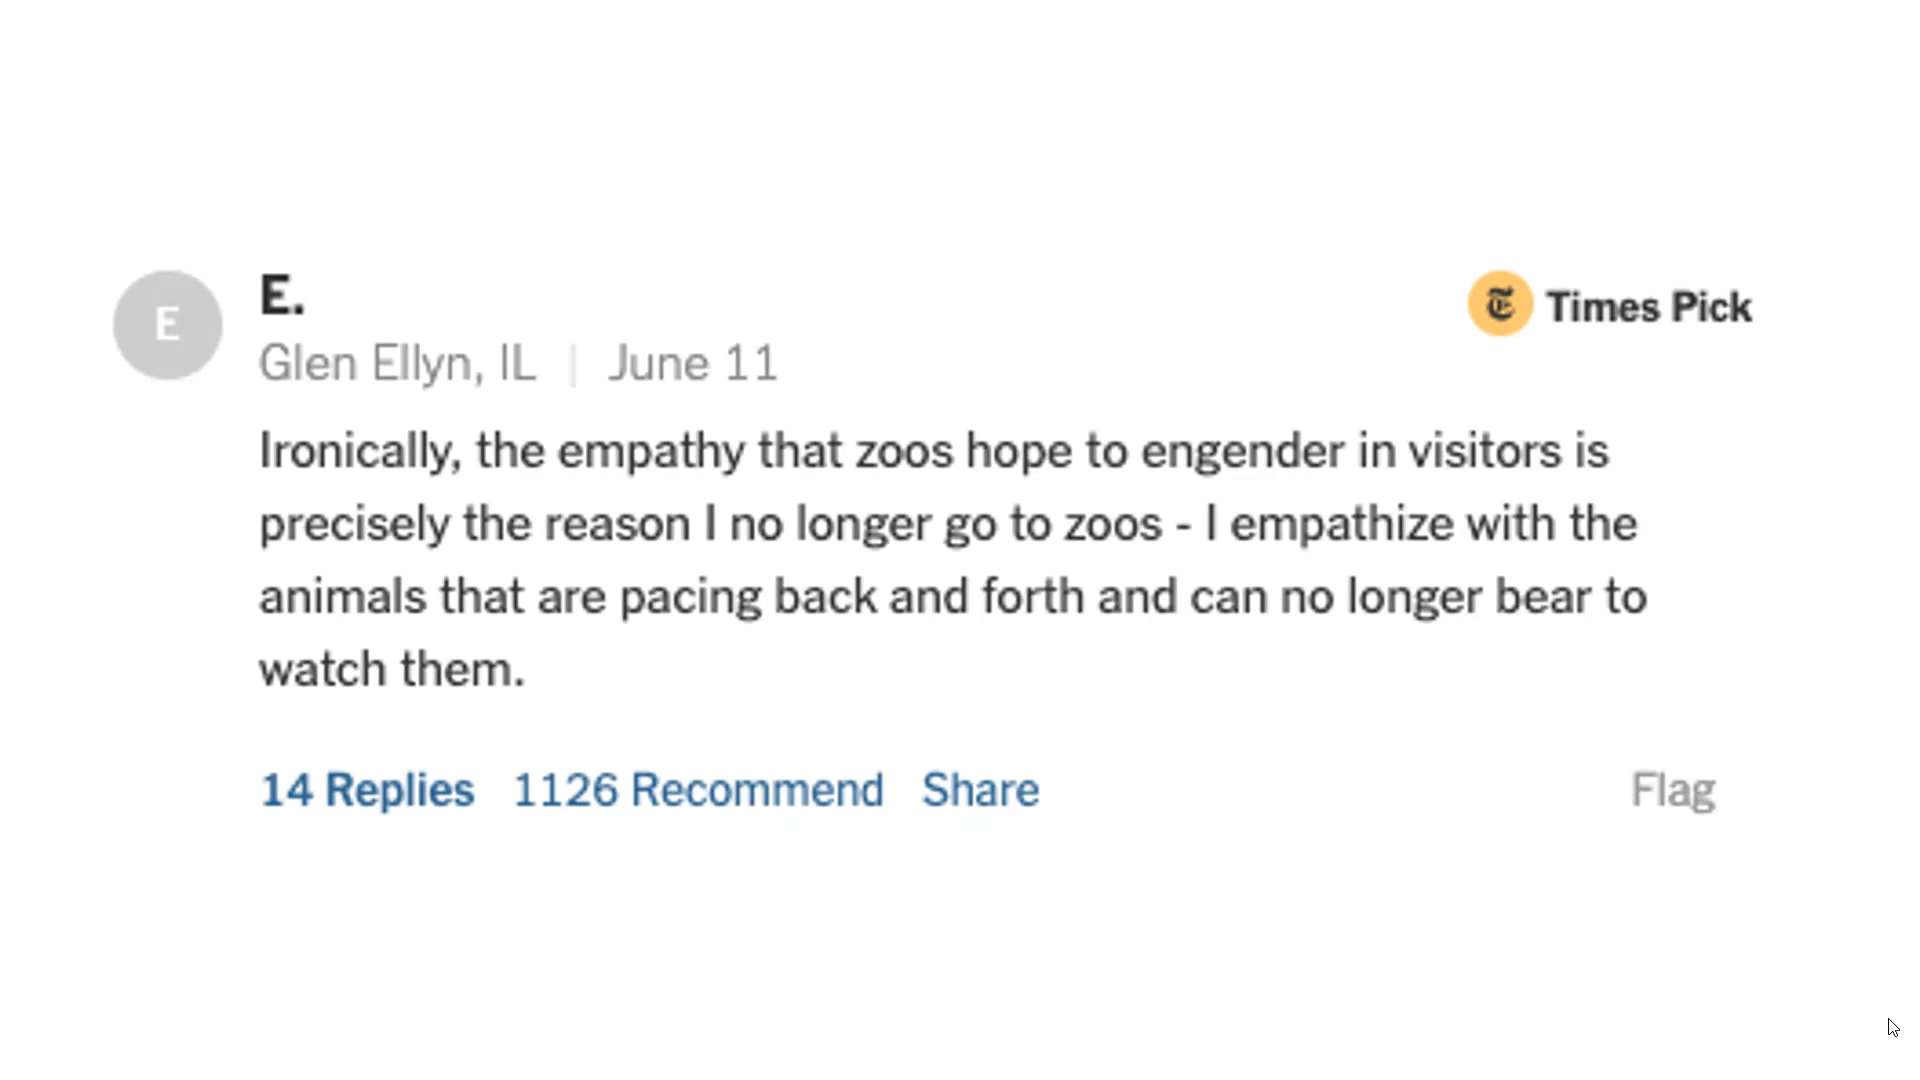 E
E.
Times Pick
Glen Ellyn, IL | June 11
Ironically, the empathy that zoos hope to engender in visitors is
precisely the reason I no longer go to zoos - I empathize with the
animals that are pacing back and forth and can no longer bear to
watch them.
14 Replies 1126 Recommend Share Flag